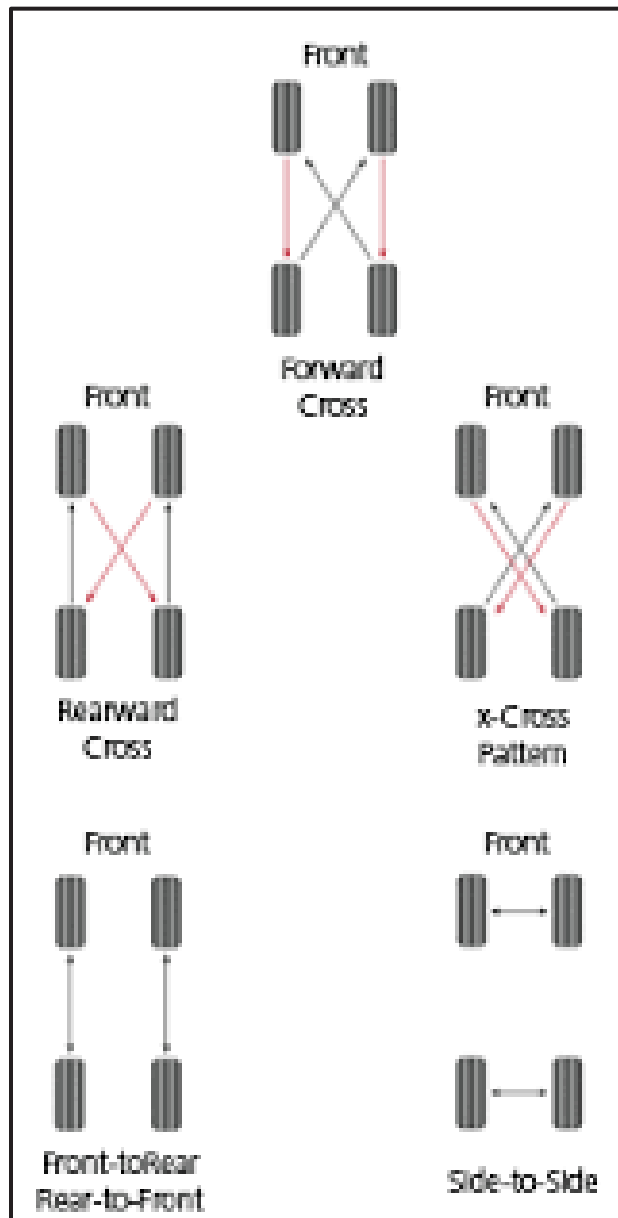 Front
Forward
Cross
Front
Front
Rearward
Cross
x-Cross
Pattern
Front
Front
Front-toRear
Rear-to-Front
Side-to-Side